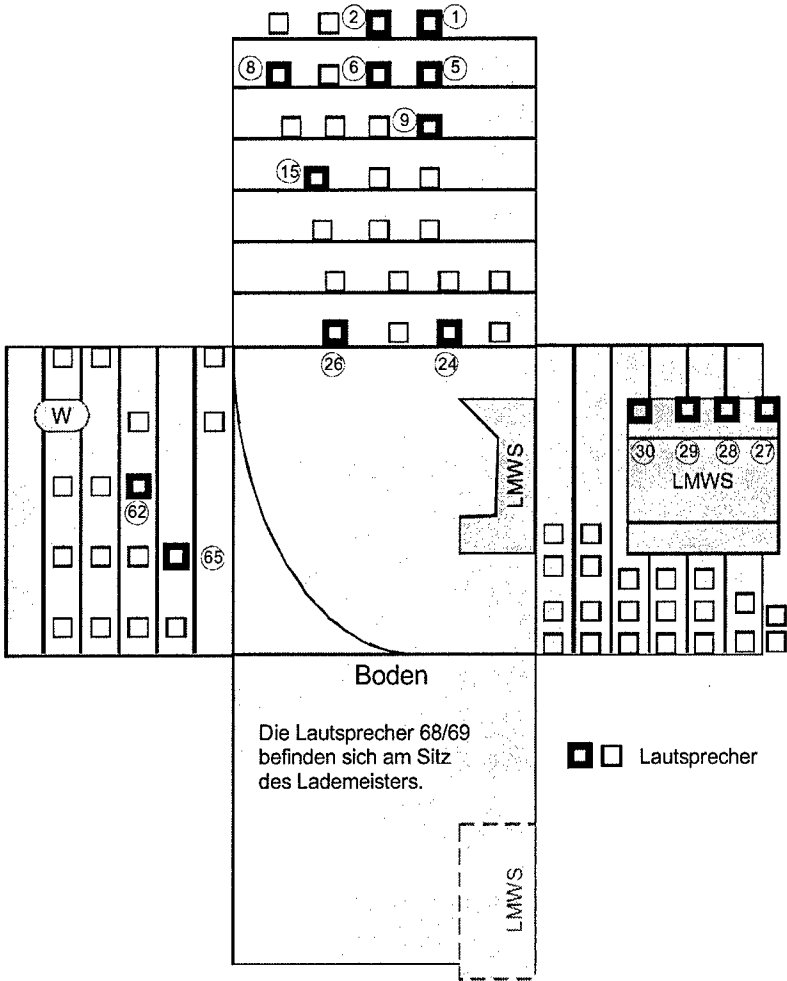 2
1
8
6
5
9
15
26
24
W
62
65
LMWS
30
29
28
27
LMWS
Boden
Die Lautsprecher 68/69
befinden sich am Sitz
des Lademeisters.
Lautsprecher
LMWS